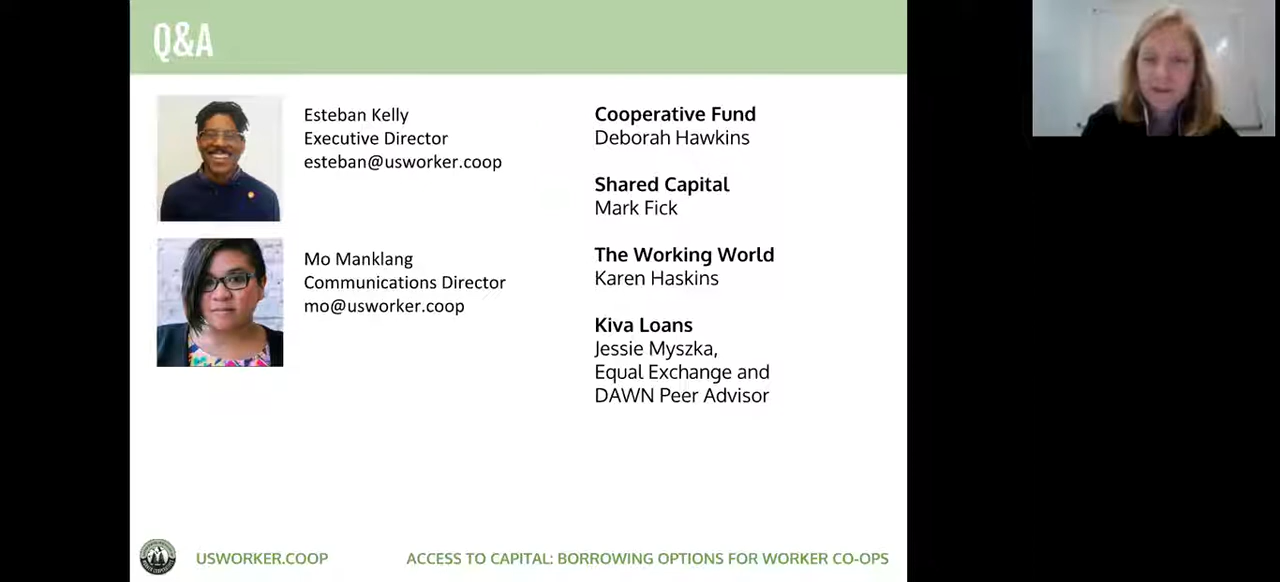 Q&A
Esteban Kelly
Executive Director
esteban@usworker.coop
Mo Manklang
Communications Director
mo@usworker.coop
Cooperative Fund
Deborah Hawkins
Shared Capital
Mark Fick
The Working World
Karen Haskins
Kiva Loans
Jessie Myszka,
Equal Exchange and
DAWN Peer Advisor
USWORKER.COOP
ACCESS TO CAPITAL: BORROWING OPTIONS FOR WORKER CO-OPS